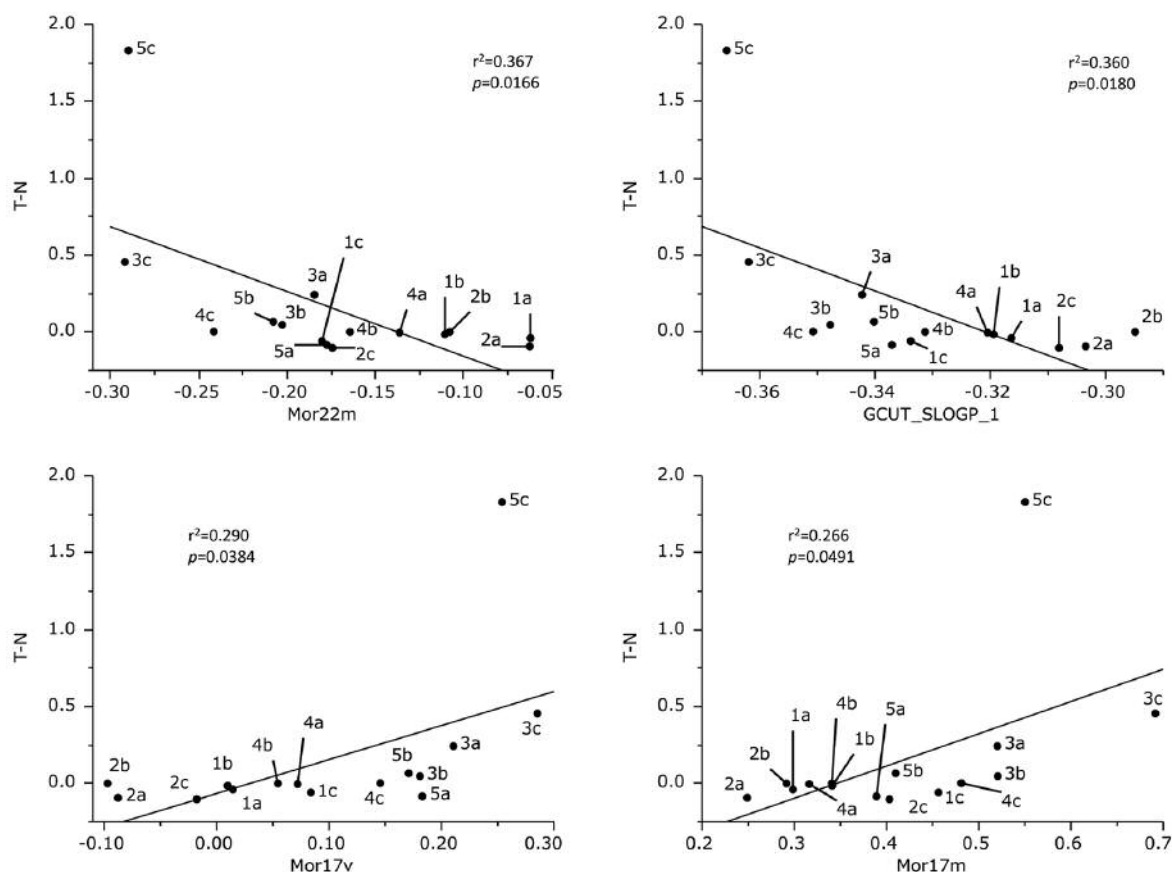 2.0
1.5
1.0
0.5
0.0
T-N
5c
r²=0.367
p=0.0166
3c
4c
5b
3b
3a
1c
5a
2c
4b
4a
1b
2b
1a
2a
-0.30
-0.25
-0.20
-0.15
-0.10
-0.05
Mor22m
2.0
1.5
1.0
0.5
0.0
T-N
5c
r²=0.360
p=0.0180
3c
3b
4c
3a
5b
5a
1c
4b
4a
1b
1a
2c
2a
2b
-0.36
-0.34
-0.32
-0.30
GCUT_SLOGP_1
2.0
1.5
1.0
0.5
0.0
T-N
5c
r²=0.290
p=0.0384
2b
2a
2c
1b
1a
4b
4a
1c
4c
5b
3b
5a
3a
3c
-0.10
0.00
0.10
0.20
0.30
Mor17v
2.0
1.5
1.0
0.5
0.0
T-N
5c
r²=0.266
p=0.0491
2a
2b
1a
4a
4b
1b
5a
5b
2c
1c
4c
3a
3b
3c
0.2
0.3
0.4
0.5
0.6
0.7
Mor17m